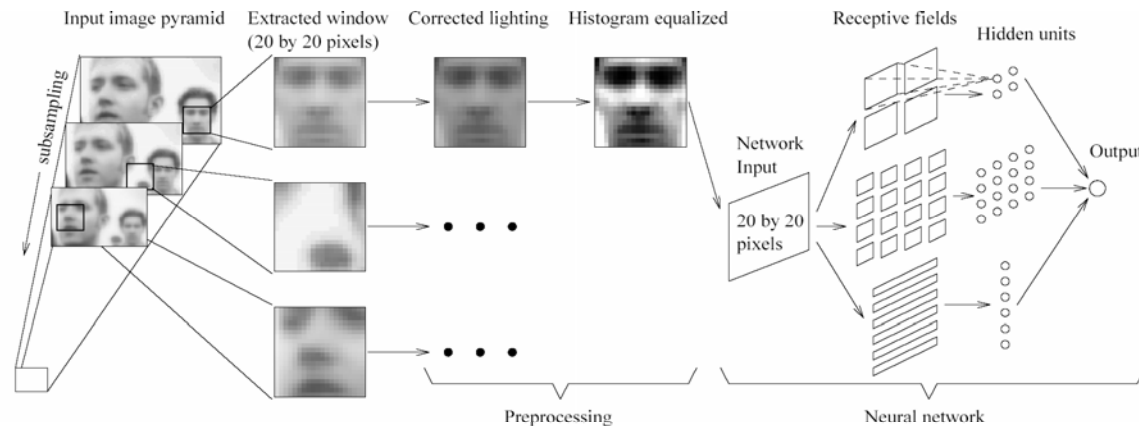 Input image pyramid
Extracted window
(20 by 20 pixels)
Corrected lighting
Histogram equalized
Receptive fields
Hidden units
subsampling
Network
Input
20 by 20
pixels
Output
Preprocessing
Neural network